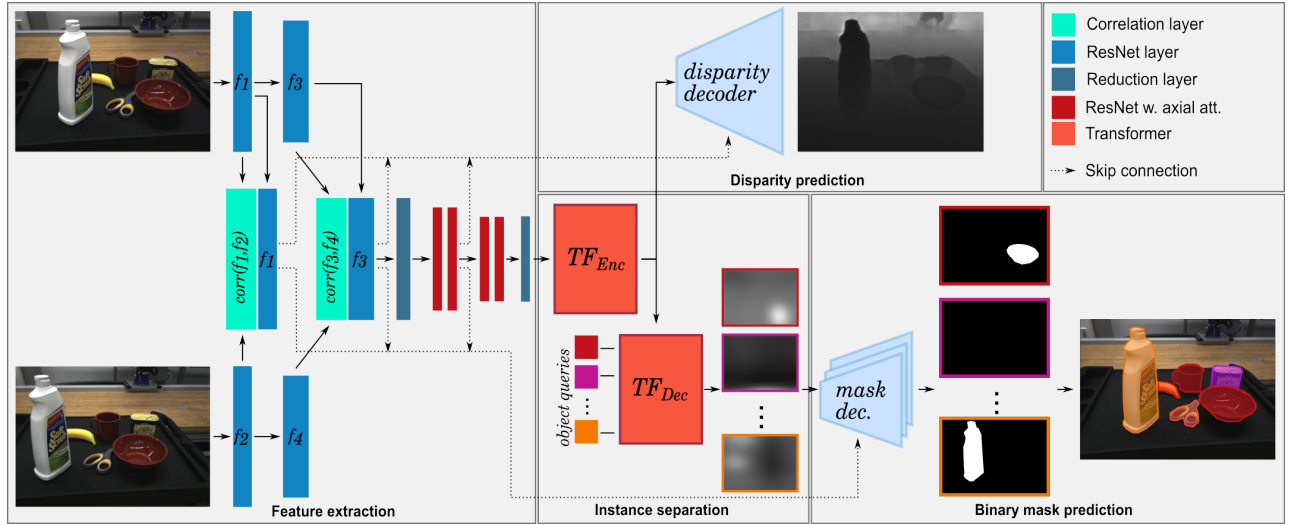 f1
f3
corr(f1,f2)
f1
corr(f3,f4)
f3
f2
f4
Feature extraction
disparity
decoder
Disparity prediction
Correlation layer
ResNet layer
Reduction layer
ResNet w. axial att.
Transformer
Skip connection
TF_Enc
object queries
TF_Dec
Instance separation
mask
dec.
Binary mask prediction